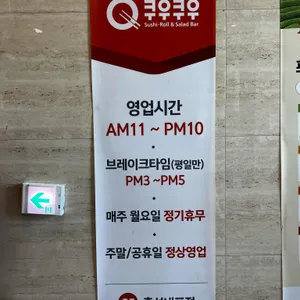 쿠우쿠우
Sushi-Roll & Salad Bar
영업시간
AM11 ~ PM10
브레이크타임(평일만)
PM3 ~PM5
매주 월요일 정기휴무
주말/공휴일 정상영업